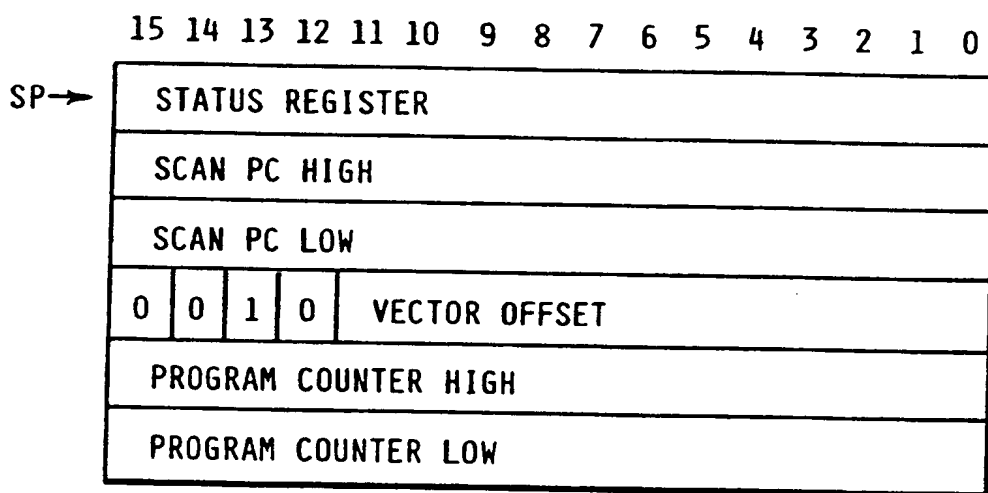 15 14 13 12 11 10 9 8 7 6 5 4 3 2 1 0
SP→ STATUS REGISTER
SCAN PC HIGH
SCAN PC LOW
0 0 1 0 VECTOR OFFSET
PROGRAM COUNTER HIGH
PROGRAM COUNTER LOW